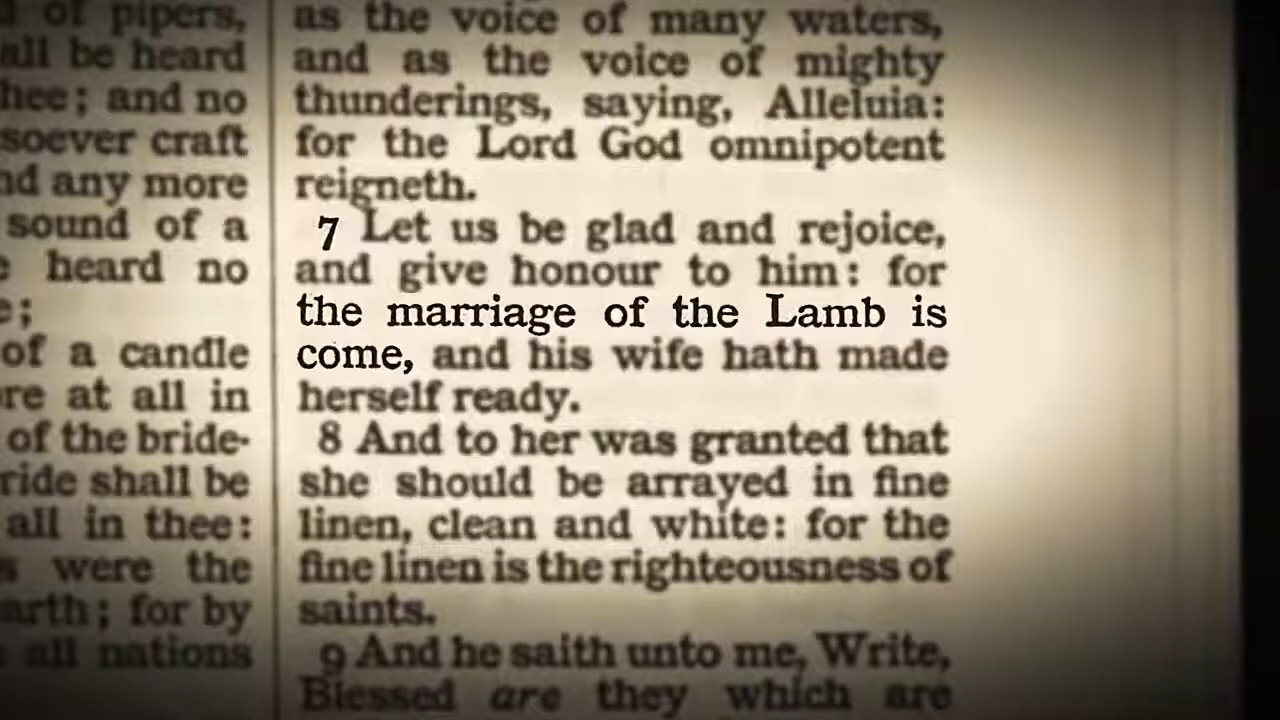 of pipers,
all be heard
hee; and no
soever craft
nd any more
sound of a
heard no
e;
of a candle
re at all in
of the bride-
ride shall be
all in thee:
s were the
arth; for by
all nations
as the voice of many waters,
and as the voice of mighty
thunderings, saying, Alleluia:
for the Lord God omnipotent
reigneth.
7 Let us be glad and rejoice,
and give honour to him: for
the marriage of the Lamb is
come, and his wife hath made
herself ready.
8 And to her was granted that
she should be arrayed in fine
linen, clean and white: for the
fine linen is the righteousness of
saints.
9 And he saith unto me, Write,
Blessed are they which are